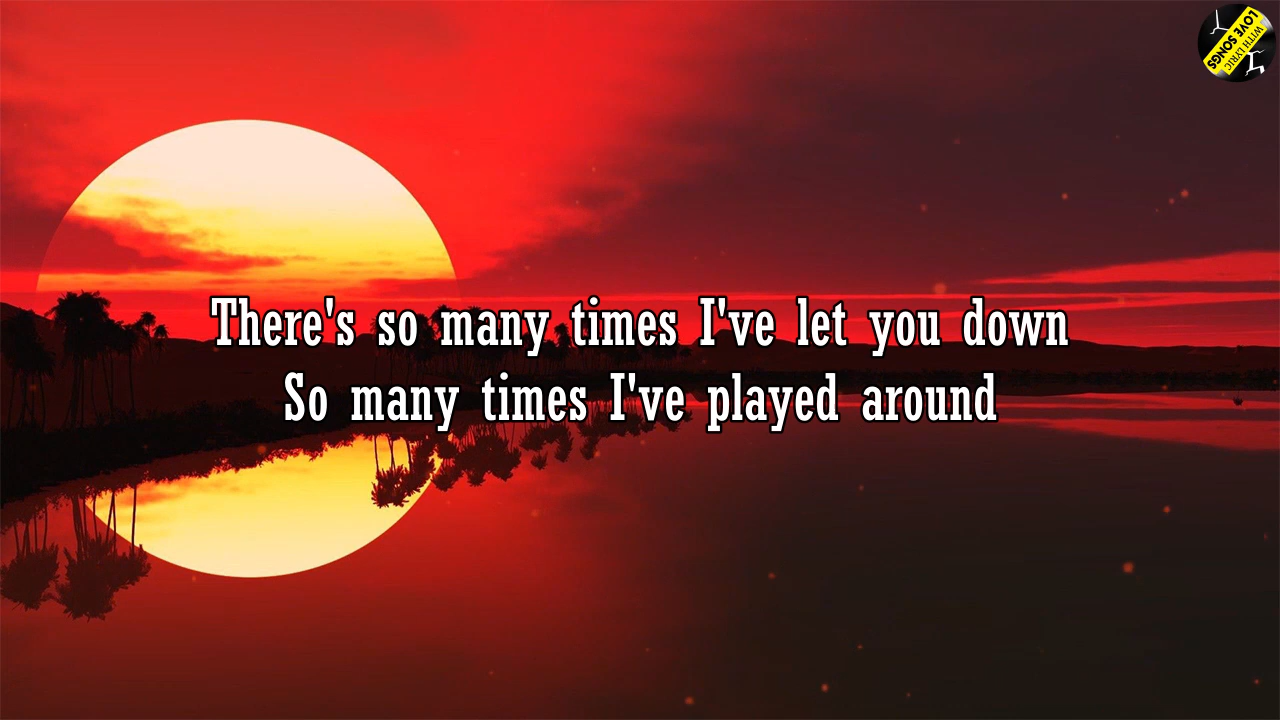 There's so many times I've let you down
So many times I've played around
LOVE SONGS
WITH LYRIC